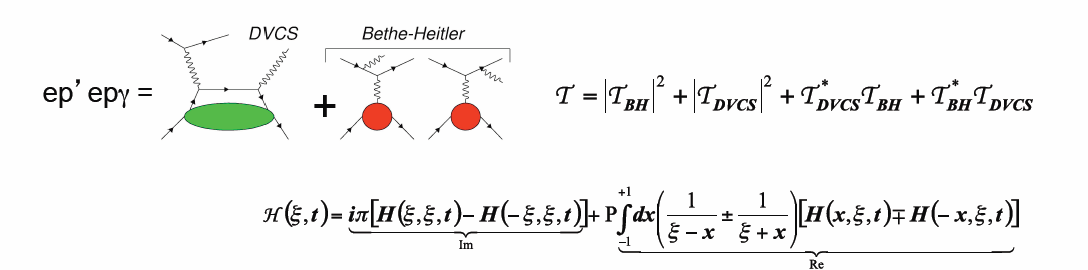 DVCS Bethe-Heitler
ep' epγ = + 𝒯 = |𝒯_BH|² + |𝒯_DVCS|² + 𝒯*_DVCS 𝒯_BH + 𝒯*_BH 𝒯_DVCS
ℋ(ξ,t) = iπ[H(ξ,ξ,t) − H(−ξ,ξ,t)] + P∫₋₁⁺¹ dx(1/(ξ − x) ± 1/(ξ + x))[H(x,ξ,t) ∓ H(−x,ξ,t)]
Im Re